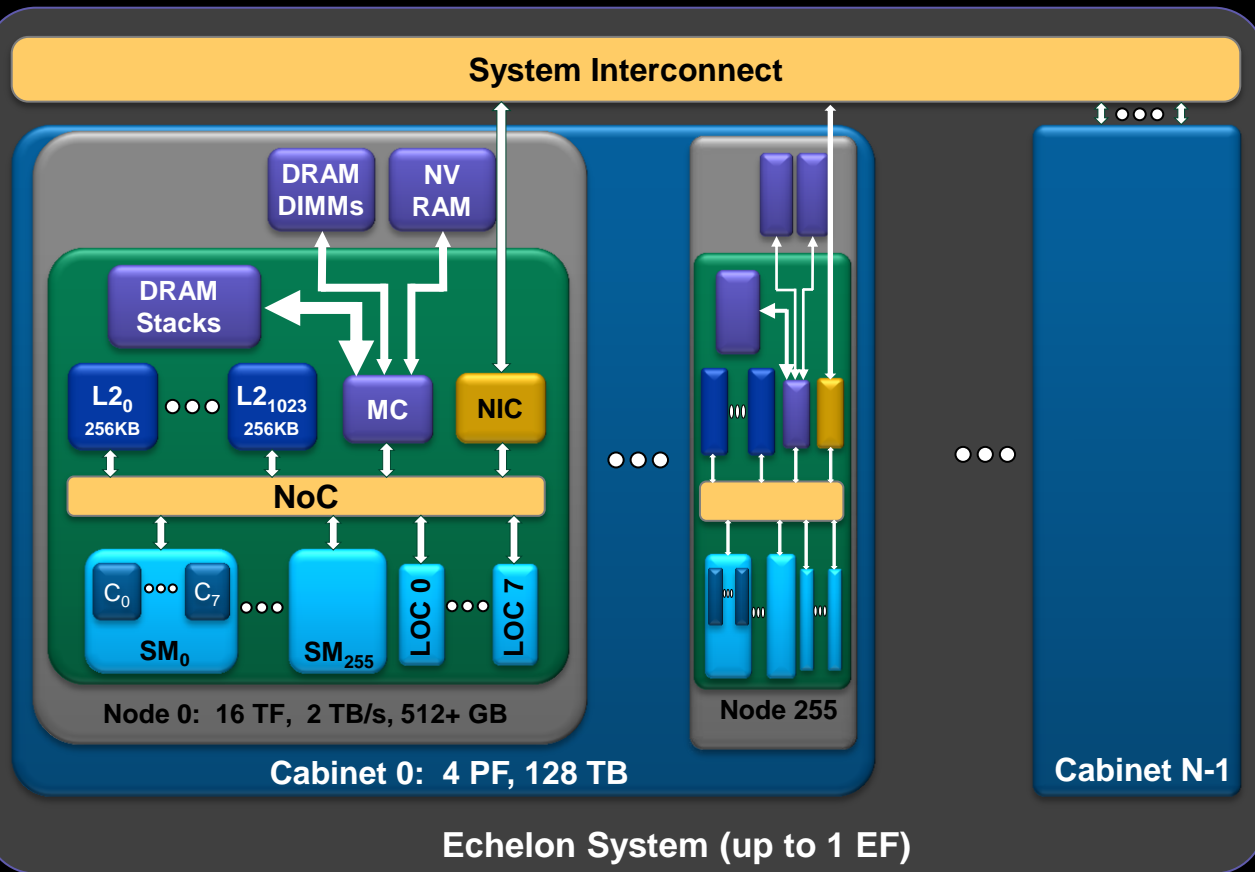 System Interconnect
DRAM
DIMMs
NV
RAM
DRAM
Stacks
L2₀
256KB
L2₁₀₂₃
256KB
MC
NIC
NoC
C₀
C₇
SM₀
SM₂₅₅
LOC 0
LOC 7
Node 0: 16 TF, 2 TB/s, 512+ GB
Node 255
Cabinet 0: 4 PF, 128 TB
Cabinet N-1
Echelon System (up to 1 EF)